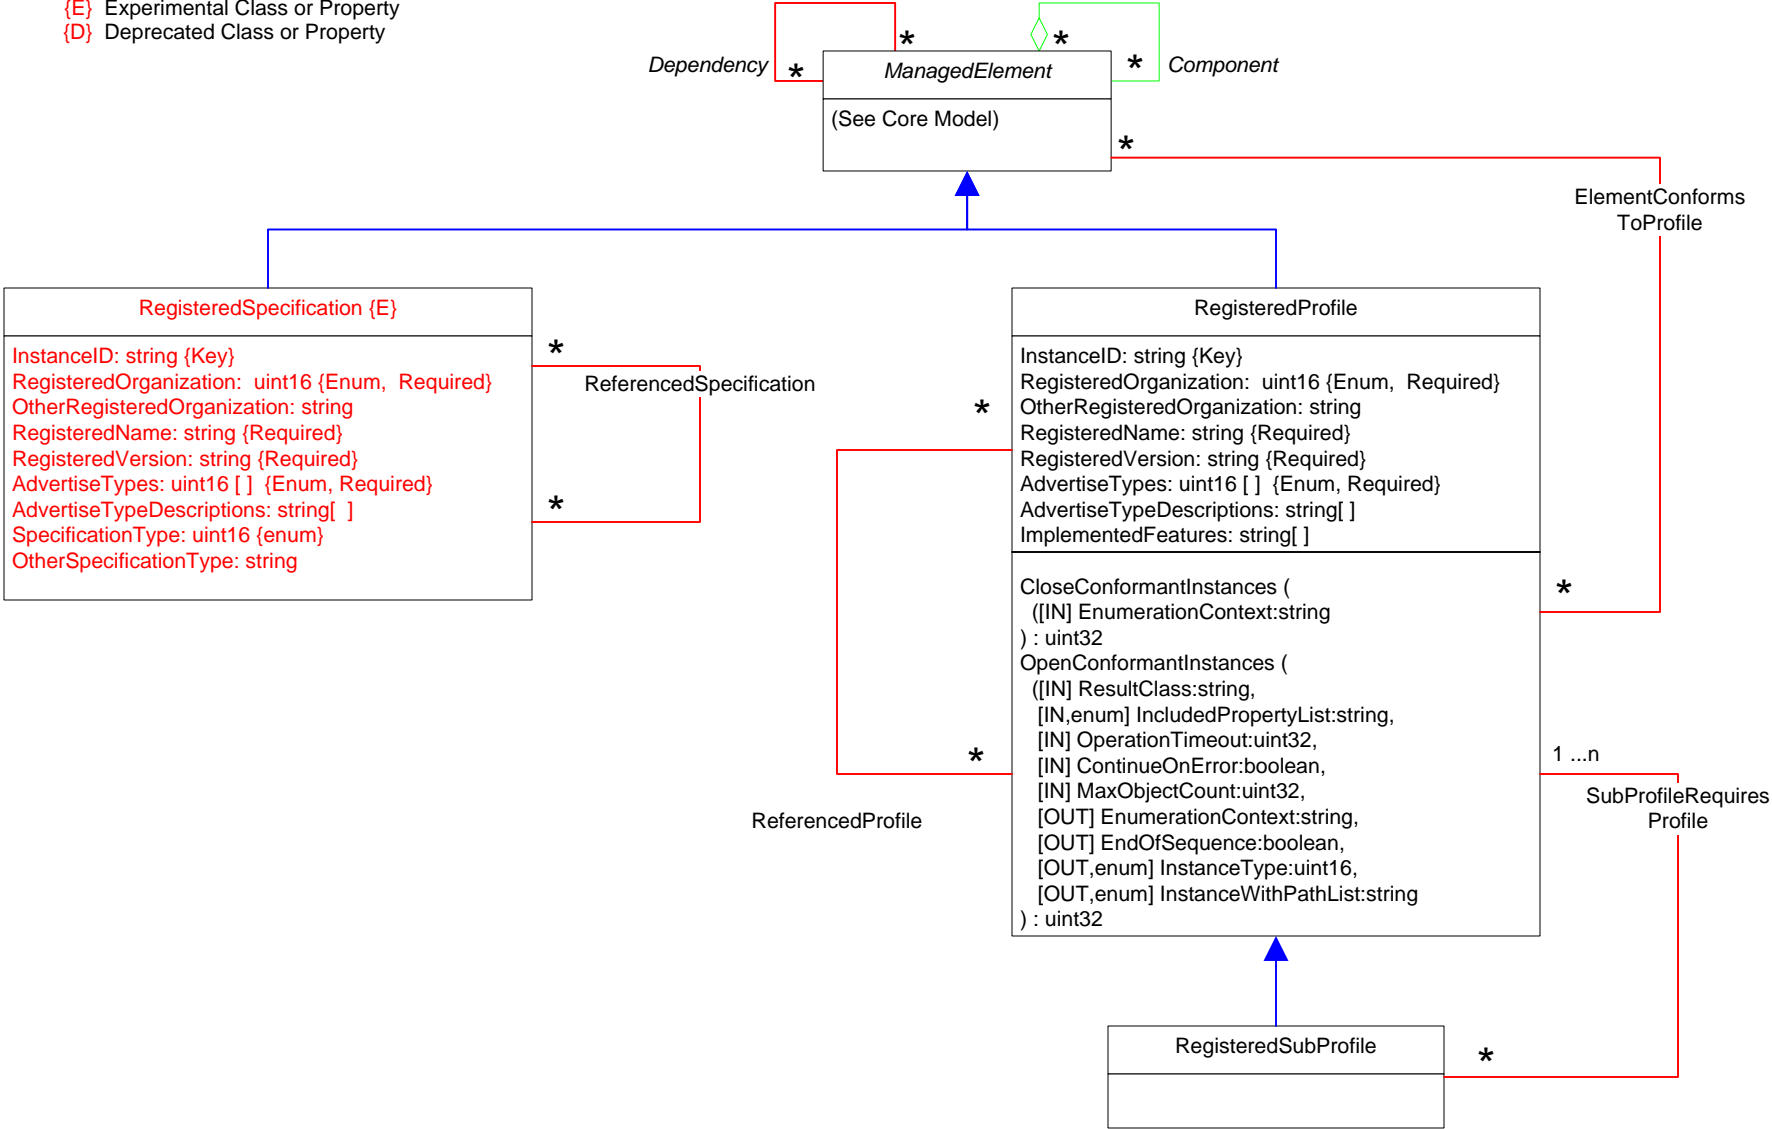 {E} Experimental Class or Property
{D} Deprecated Class or Property
*
*
Dependency
*
ManagedElement
*
Component
(See Core Model)
*
ElementConforms
ToProfile
RegisteredSpecification {E}
InstanceID: string {Key}
RegisteredOrganization:  uint16 {Enum,  Required}
OtherRegisteredOrganization: string
RegisteredName: string {Required}
RegisteredVersion: string {Required}
AdvertiseTypes: uint16 [ ]  {Enum, Required}
AdvertiseTypeDescriptions: string[  ]
SpecificationType: uint16 {enum}
OtherSpecificationType: string
*
ReferencedSpecification
*
RegisteredProfile
InstanceID: string {Key}
RegisteredOrganization:  uint16 {Enum,  Required}
OtherRegisteredOrganization: string
RegisteredName: string {Required}
RegisteredVersion: string {Required}
AdvertiseTypes: uint16 [ ]  {Enum, Required}
AdvertiseTypeDescriptions: string[ ]
ImplementedFeatures: string[ ]
CloseConformantInstances (
([IN] EnumerationContext:string
) : uint32
OpenConformantInstances (
([IN] ResultClass:string,
[IN,enum] IncludedPropertyList:string,
[IN] OperationTimeout:uint32,
[IN] ContinueOnError:boolean,
[IN] MaxObjectCount:uint32,
[OUT] EnumerationContext:string,
[OUT] EndOfSequence:boolean,
[OUT,enum] InstanceType:uint16,
[OUT,enum] InstanceWithPathList:string
) : uint32
*
*
ReferencedProfile
*
1 ...n
SubProfileRequires
Profile
RegisteredSubProfile
*